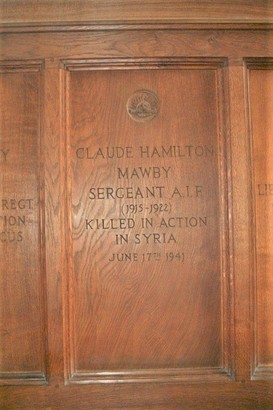 CLAUDE HAMILTON
MAWBY
SERGEANT A.I.F.
(1915-1922)
KILLED IN ACTION
IN SYRIA
JUNE 17TH 1941